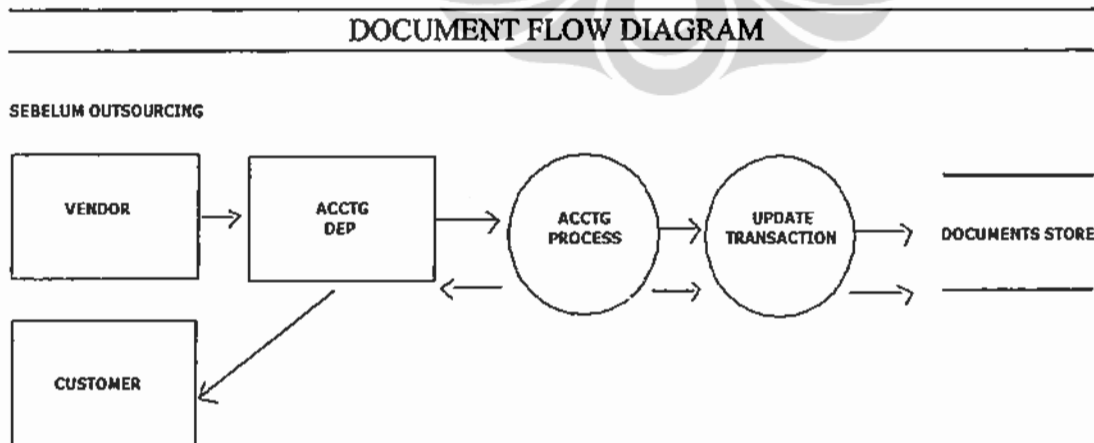 DOCUMENT FLOW DIAGRAM
SEBELUM OUTSOURCING
VENDOR
ACCTG
DEP
ACCTG
PROCESS
UPDATE
TRANSACTION
DOCUMENTS STORE
CUSTOMER